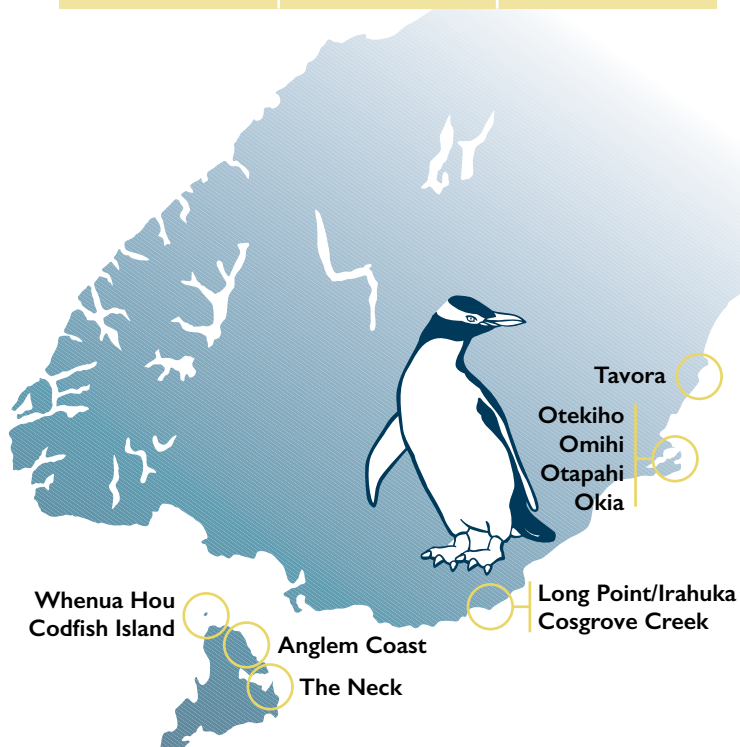 Tavora
Otekiho
Omihi
Otapahi
Okia
Long Point/Irahuka
Cosgrove Creek
Whenua Hou
Codfish Island
Anglem Coast
The Neck